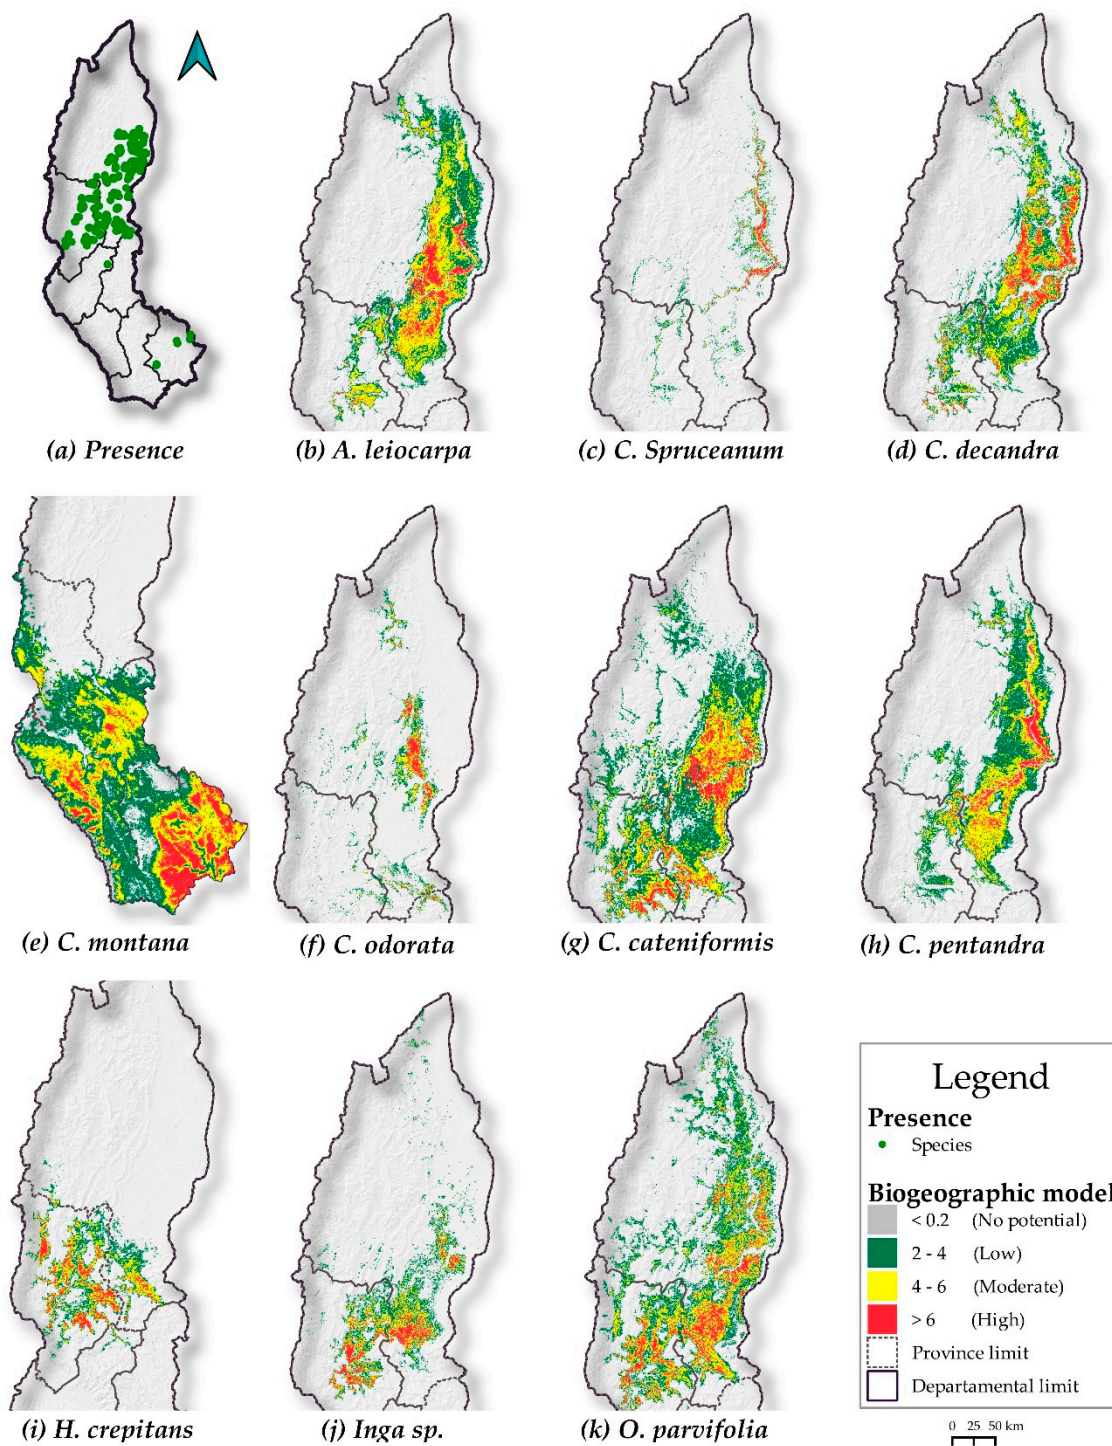 (a) Presence
(b) A. leiocarpa
(c) C. Spruceanum
(d) C. decandra
(e) C. montana
(f) C. odorata
(g) C. cateniformis
(h) C. pentandra
(i) H. crepitans
(j) Inga sp.
(k) O. parvifolia
Legend
Presence
Species
Biogeographic model
< 0.2 (No potential)
2 - 4 (Low)
4 - 6 (Moderate)
> 6 (High)
Province limit
Departamental limit
0 25 50 km